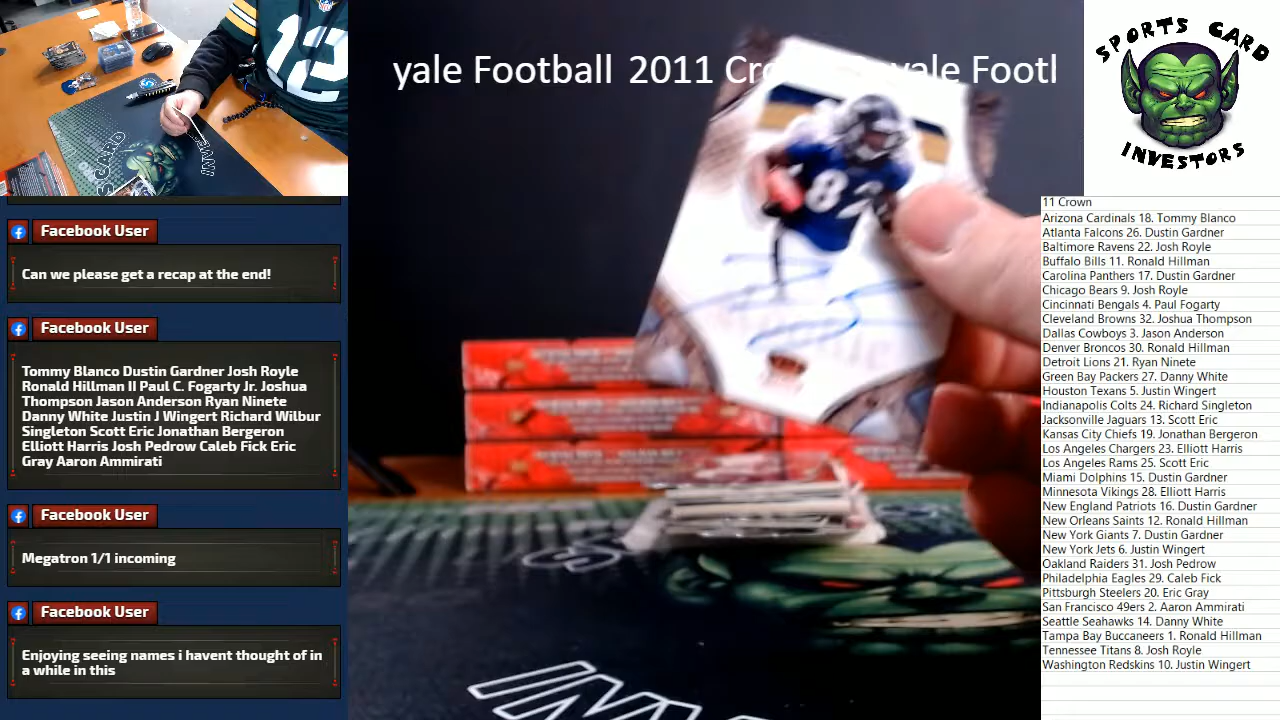 yale Football 2011 Cro Royale Footl
82
12
SPORTS CARD
INVESTORS
Facebook User
Can we please get a recap at the end!
Facebook User
Tommy Blanco Dustin Gardner Josh Royle
Ronald Hillman II Paul C. Fogarty Jr. Joshua
Thompson Jason Anderson Ryan Ninete
Danny White Justin J Wingert Richard Wilbur
Singleton Scott Eric Jonathan Bergeron
Elliott Harris Josh Pedrow Caleb Fick Eric
Gray Aaron Ammirati
Facebook User
Megatron 1/1 incoming
Facebook User
Enjoying seeing names i havent thought of in
a while in this
11 Crown
Arizona Cardinals 18. Tommy Blanco
Atlanta Falcons 26. Dustin Gardner
Baltimore Ravens 22. Josh Royle
Buffalo Bills 11. Ronald Hillman
Carolina Panthers 17. Dustin Gardner
Chicago Bears 9. Josh Royle
Cincinnati Bengals 4. Paul Fogarty
Cleveland Browns 32. Joshua Thompson
Dallas Cowboys 3. Jason Anderson
Denver Broncos 30. Ronald Hillman
Detroit Lions 21. Ryan Ninete
Green Bay Packers 27. Danny White
Houston Texans 5. Justin Wingert
Indianapolis Colts 24. Richard Singleton
Jacksonville Jaguars 13. Scott Eric
Kansas City Chiefs 19. Jonathan Bergeron
Los Angeles Chargers 23. Elliott Harris
Los Angeles Rams 25. Scott Eric
Miami Dolphins 15. Dustin Gardner
Minnesota Vikings 28. Elliott Harris
New England Patriots 16. Dustin Gardner
New Orleans Saints 12. Ronald Hillman
New York Giants 7. Dustin Gardner
New York Jets 6. Justin Wingert
Oakland Raiders 31. Josh Pedrow
Philadelphia Eagles 29. Caleb Fick
Pittsburgh Steelers 20. Eric Gray
San Francisco 49ers 2. Aaron Ammirati
Seattle Seahawks 14. Danny White
Tampa Bay Buccaneers 1. Ronald Hillman
Tennessee Titans 8. Josh Royle
Washington Redskins 10. Justin Wingert